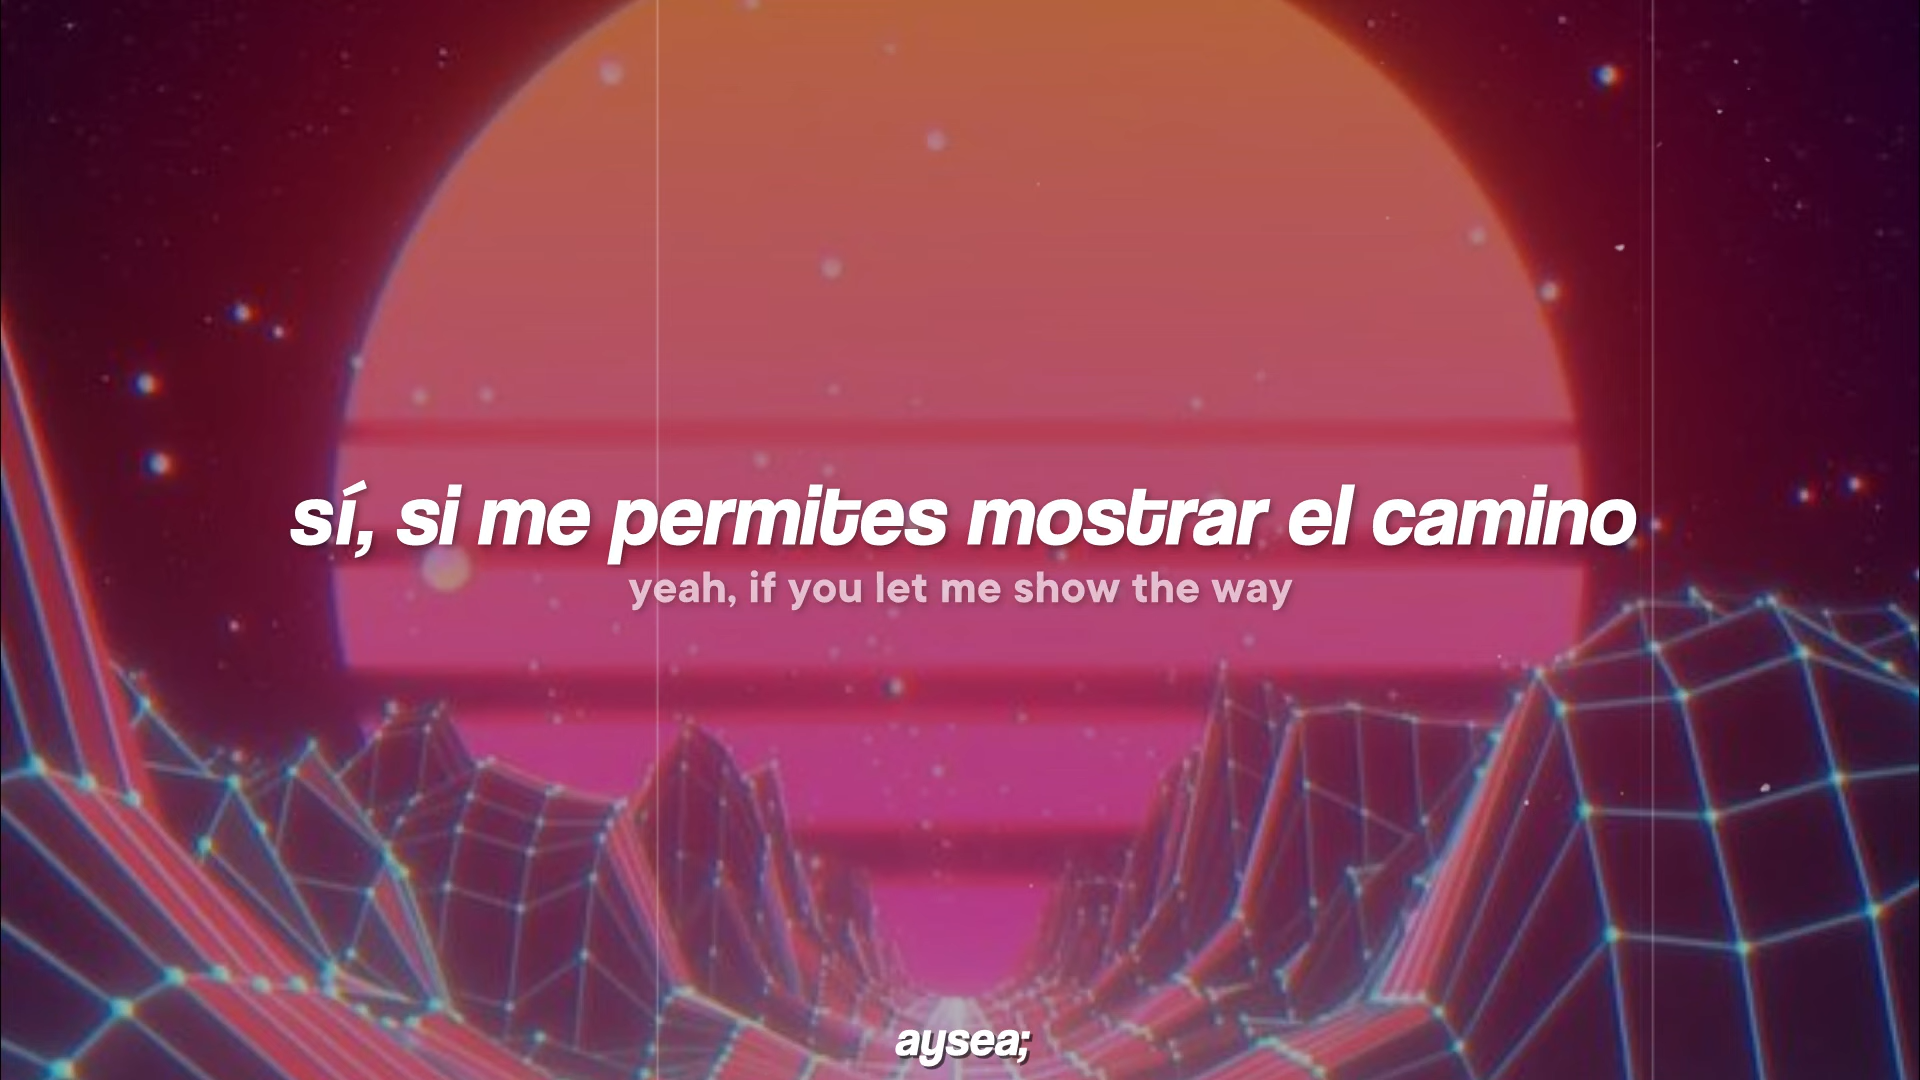 sí, si me permites mostrar el camino
yeah, if you let me show the way
aysea;